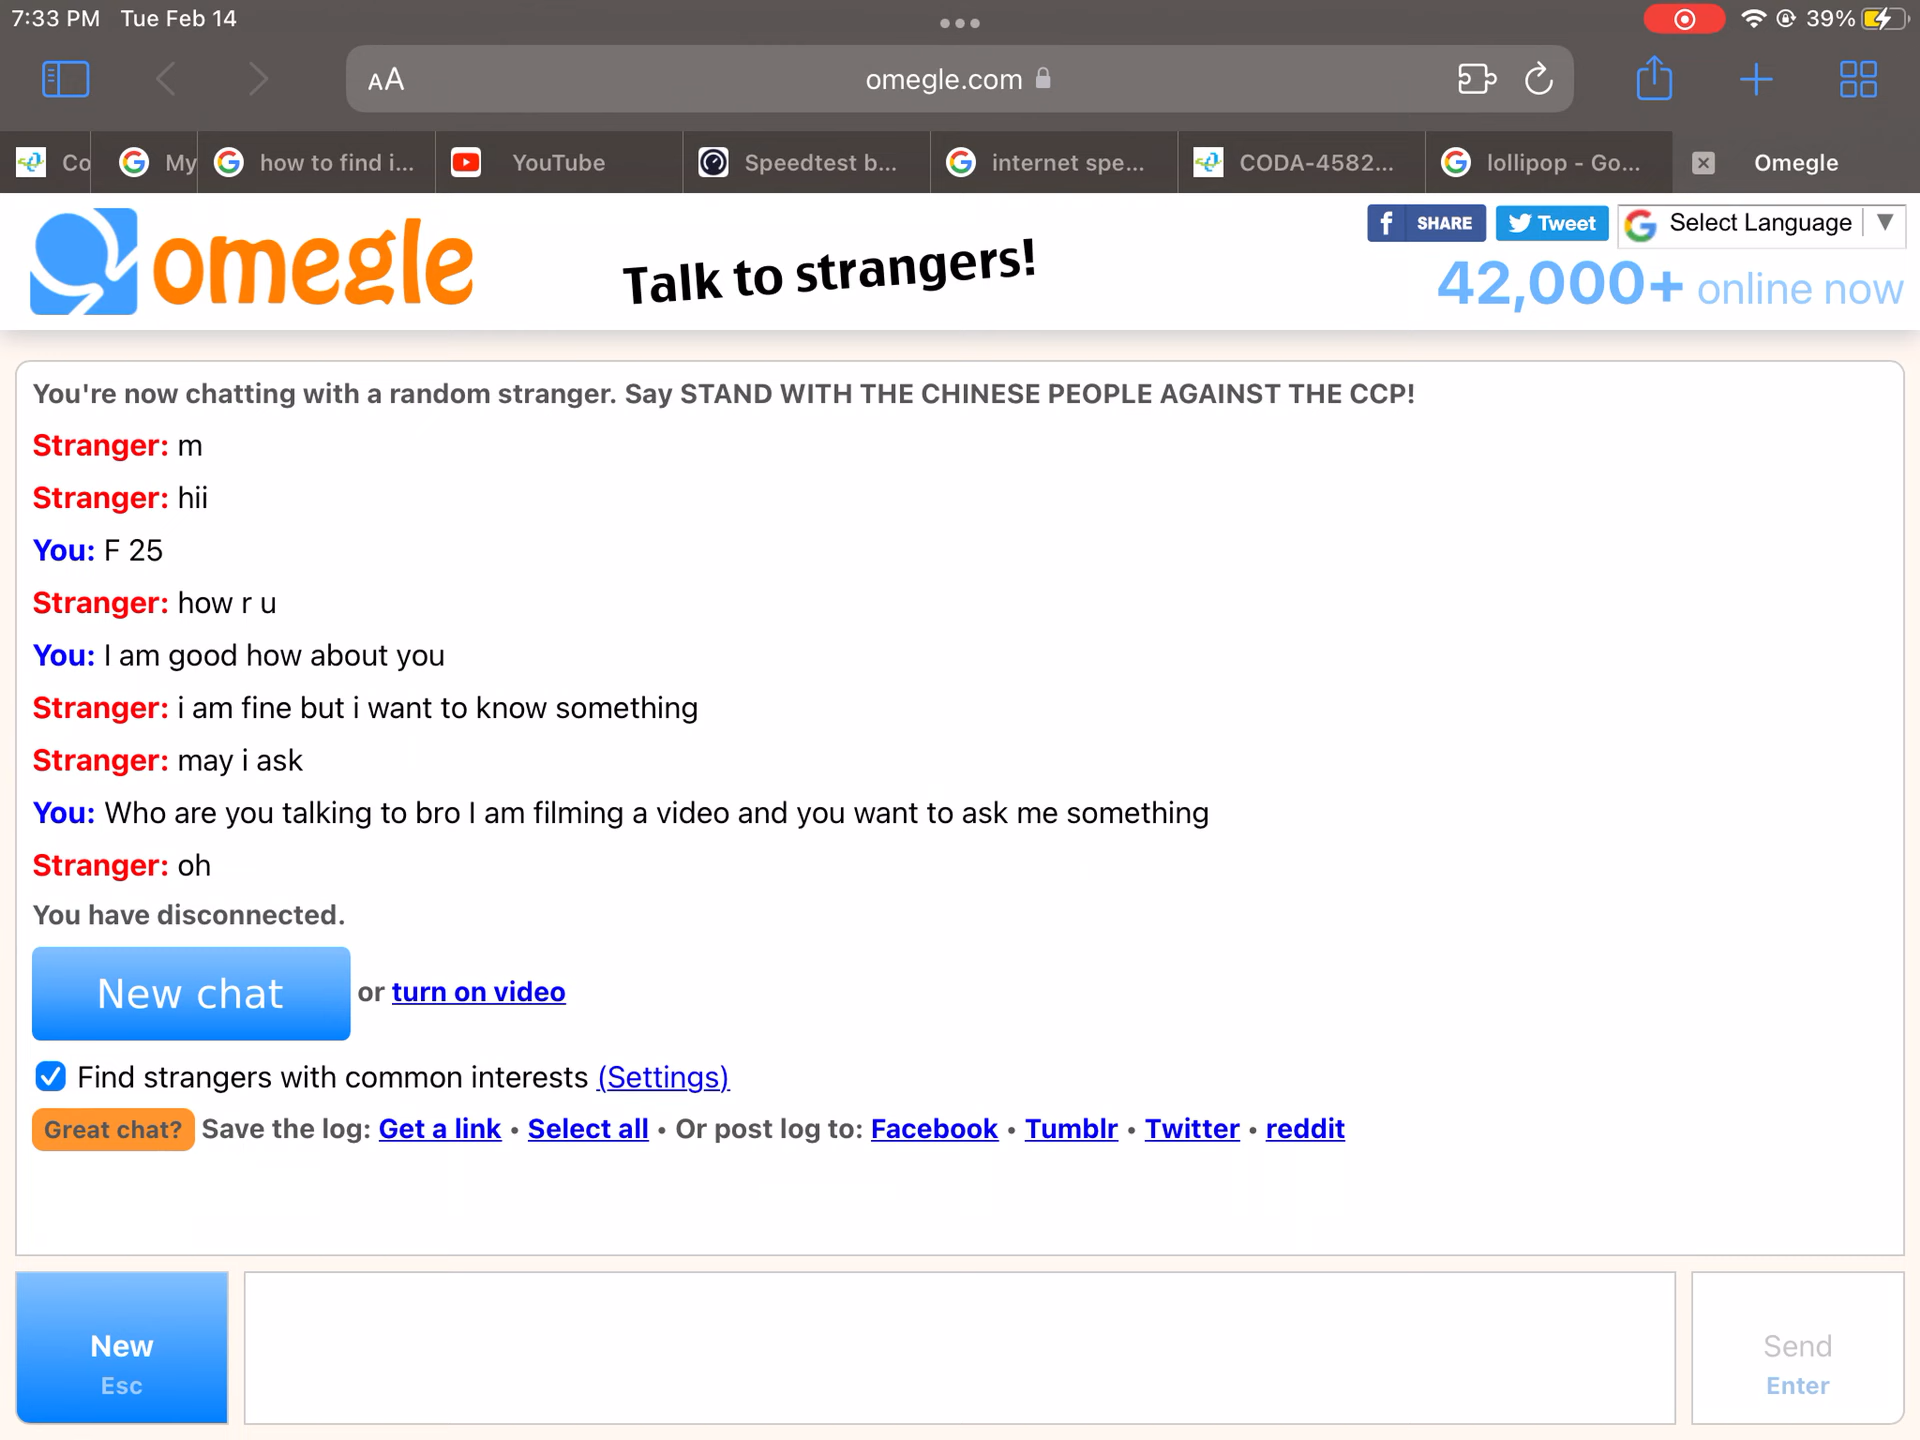 7:33 PM Tue Feb 14
39%
AA omegle.com
Co My how to find i... YouTube Speedtest b... internet spe... CODA-4582... lollipop - Go... Omegle
omegle Talk to strangers!
f SHARE Tweet G Select Language ▼
42,000+ online now
You're now chatting with a random stranger. Say STAND WITH THE CHINESE PEOPLE AGAINST THE CCP!
Stranger: m
Stranger: hii
You: F 25
Stranger: how r u
You: I am good how about you
Stranger: i am fine but i want to know something
Stranger: may i ask
You: Who are you talking to bro I am filming a video and you want to ask me something
Stranger: oh
You have disconnected.
New chat or turn on video
Find strangers with common interests (Settings)
Great chat? Save the log: Get a link • Select all • Or post log to: Facebook • Tumblr • Twitter • reddit
New
Esc
Send
Enter